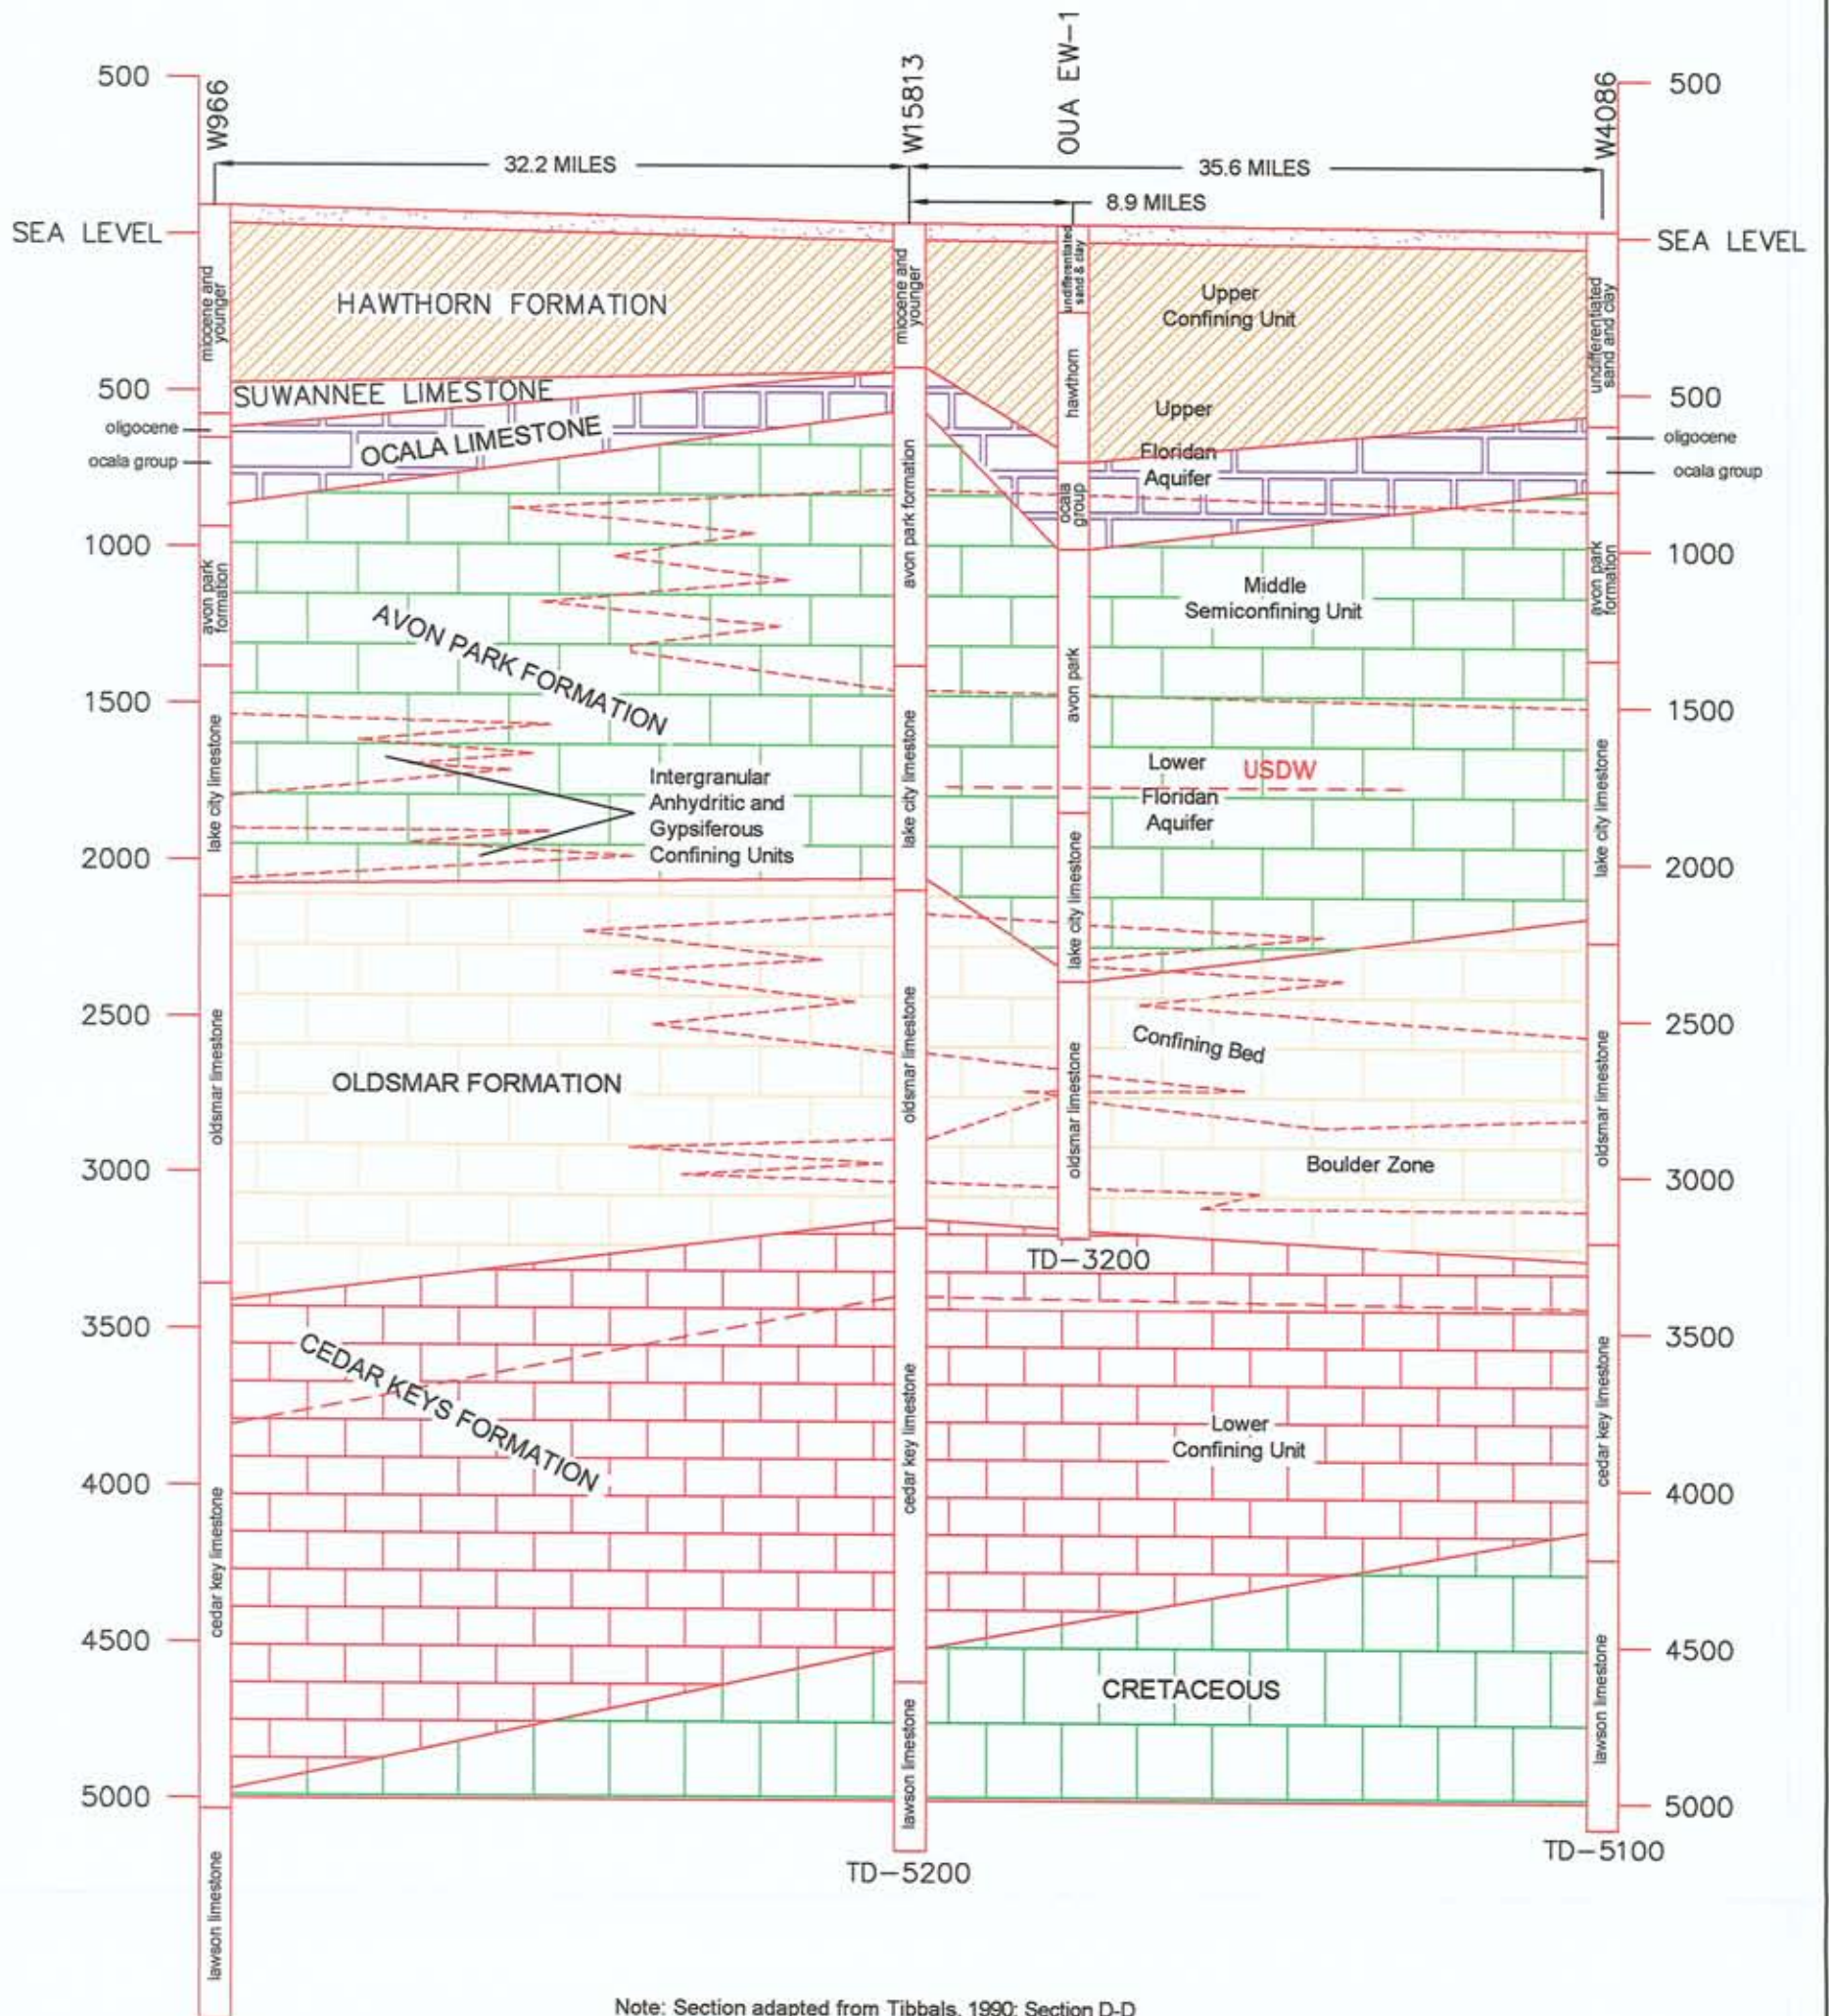 W966
W15813
OUA EW-1
W4086
500
500
32.2 MILES
35.6 MILES
8.9 MILES
SEA LEVEL
SEA LEVEL
miocene and
younger
miocene and
younger
undifferentiated
sand & clay
undifferentiated
sand and clay
HAWTHORN FORMATION
Upper
Confining Unit
hawthorn
500
500
SUWANNEE LIMESTONE
Upper
Floridan
Aquifer
oligocene
oligocene
OCALA LIMESTONE
ocala group
ocala group
ocala
group
avon park formation
1000
1000
avon park
formation
avon park
formation
Middle
Semiconfining Unit
AVON PARK FORMATION
avon park
1500
1500
lake city limestone
lake city limestone
lake city limestone
lake city limestone
Lower
Floridan
Aquifer
USDW
Intergranular
Anhydritic and
Gypsiferous
Confining Units
2000
2000
2500
2500
Confining Bed
oldsmar limestone
oldsmar limestone
oldsmar limestone
oldsmar limestone
OLDSMAR FORMATION
Boulder Zone
3000
3000
TD-3200
3500
3500
CEDAR KEYS FORMATION
cedar key limestone
cedar key limestone
cedar key limestone
Lower
Confining Unit
4000
4000
4500
4500
CRETACEOUS
lawson limestone
lawson limestone
lawson limestone
5000
5000
TD-5200
TD-5100
Note: Section adapted from Tibbals, 1990; Section D-D